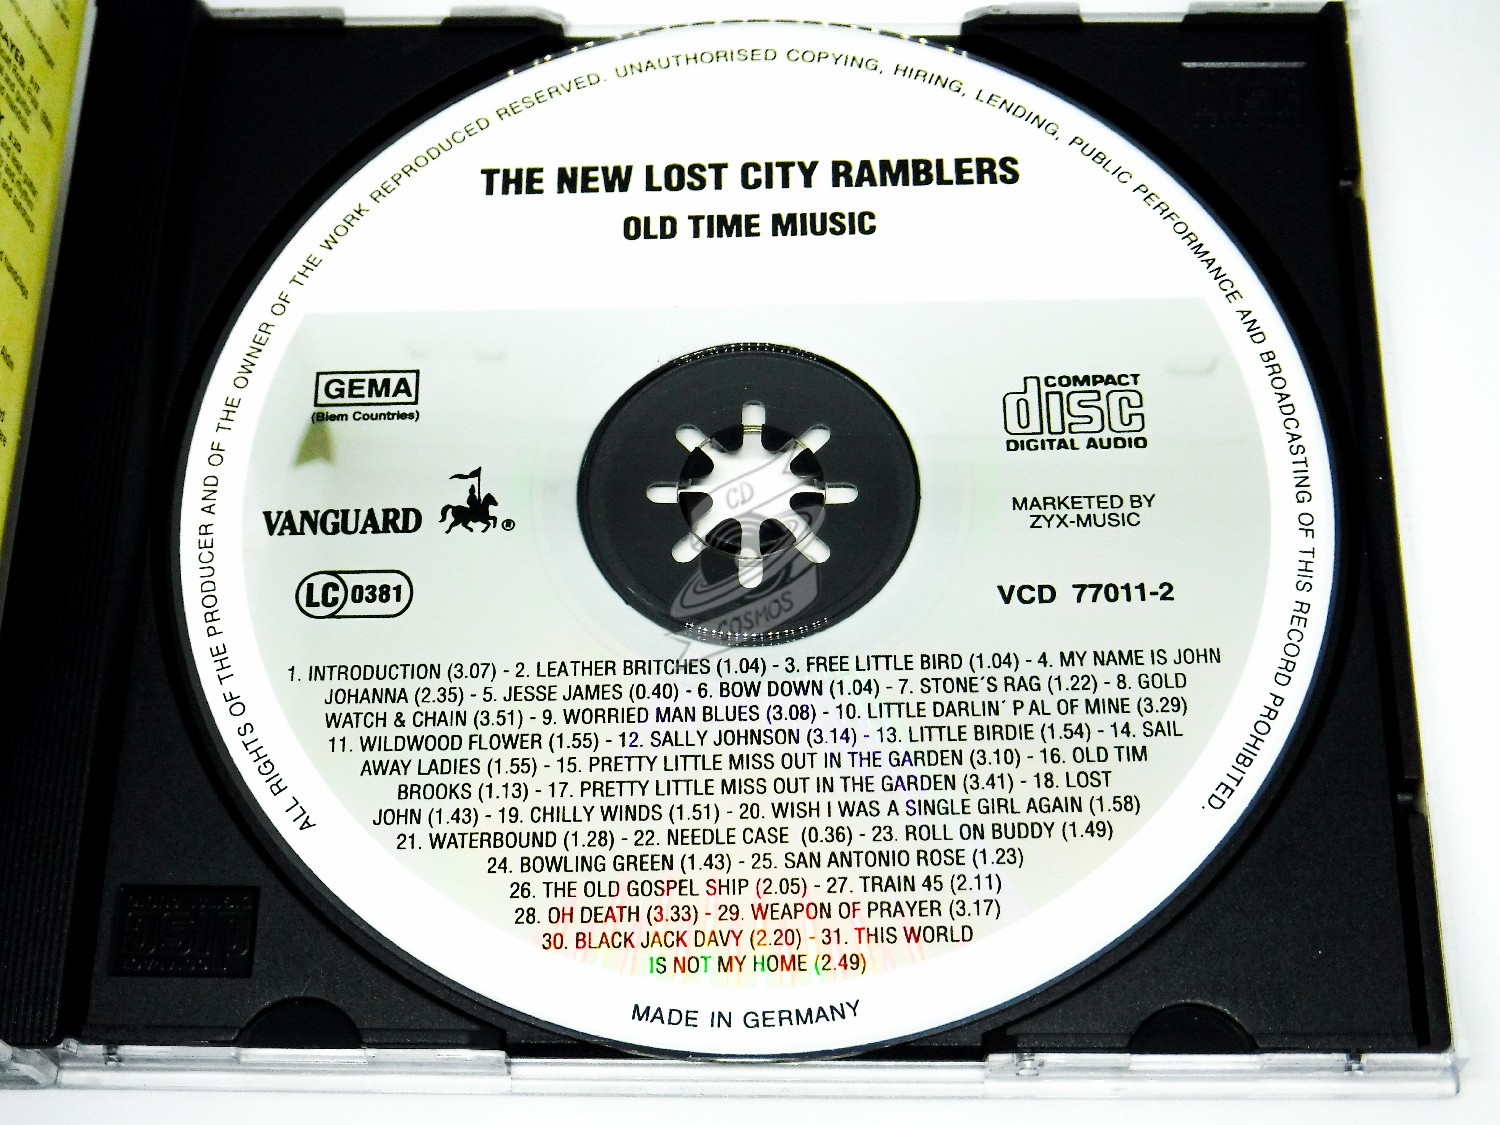 ALL RIGHTS OF THE PRODUCER AND OF THE OWNER OF THE WORK REPRODUCED RESERVED. UNAUTHORISED COPYING, HIRING, LENDING, PUBLIC PERFORMANCE AND BROADCASTING OF THIS RECORD PROHIBITED.
THE NEW LOST CITY RAMBLERS
OLD TIME MIUSIC
GEMA
(Biem Countries)
VANGUARD ®
LC 0381
COMPACT
disc
DIGITAL AUDIO
MARKETED BY
ZYX-MUSIC
VCD 77011-2
CD
COSMOS
1. INTRODUCTION (3.07) - 2. LEATHER BRITCHES (1.04) - 3. FREE LITTLE BIRD (1.04) - 4. MY NAME IS JOHN
JOHANNA (2.35) - 5. JESSE JAMES (0.40) - 6. BOW DOWN (1.04) - 7. STONE´S RAG (1.22) - 8. GOLD
WATCH & CHAIN (3.51) - 9. WORRIED MAN BLUES (3.08) - 10. LITTLE DARLIN´ P AL OF MINE (3.29)
11. WILDWOOD FLOWER (1.55) - 12. SALLY JOHNSON (3.14) - 13. LITTLE BIRDIE (1.54) - 14. SAIL
AWAY LADIES (1.55) - 15. PRETTY LITTLE MISS OUT IN THE GARDEN (3.10) - 16. OLD TIM
BROOKS (1.13) - 17. PRETTY LITTLE MISS OUT IN THE GARDEN (3.41) - 18. LOST
JOHN (1.43) - 19. CHILLY WINDS (1.51) - 20. WISH I WAS A SINGLE GIRL AGAIN (1.58)
21. WATERBOUND (1.28) - 22. NEEDLE CASE (0.36) - 23. ROLL ON BUDDY (1.49)
24. BOWLING GREEN (1.43) - 25. SAN ANTONIO ROSE (1.23)
26. THE OLD GOSPEL SHIP (2.05) - 27. TRAIN 45 (2.11)
28. OH DEATH (3.33) - 29. WEAPON OF PRAYER (3.17)
30. BLACK JACK DAVY (2.20) - 31. THIS WORLD
IS NOT MY HOME (2.49)
MADE IN GERMANY